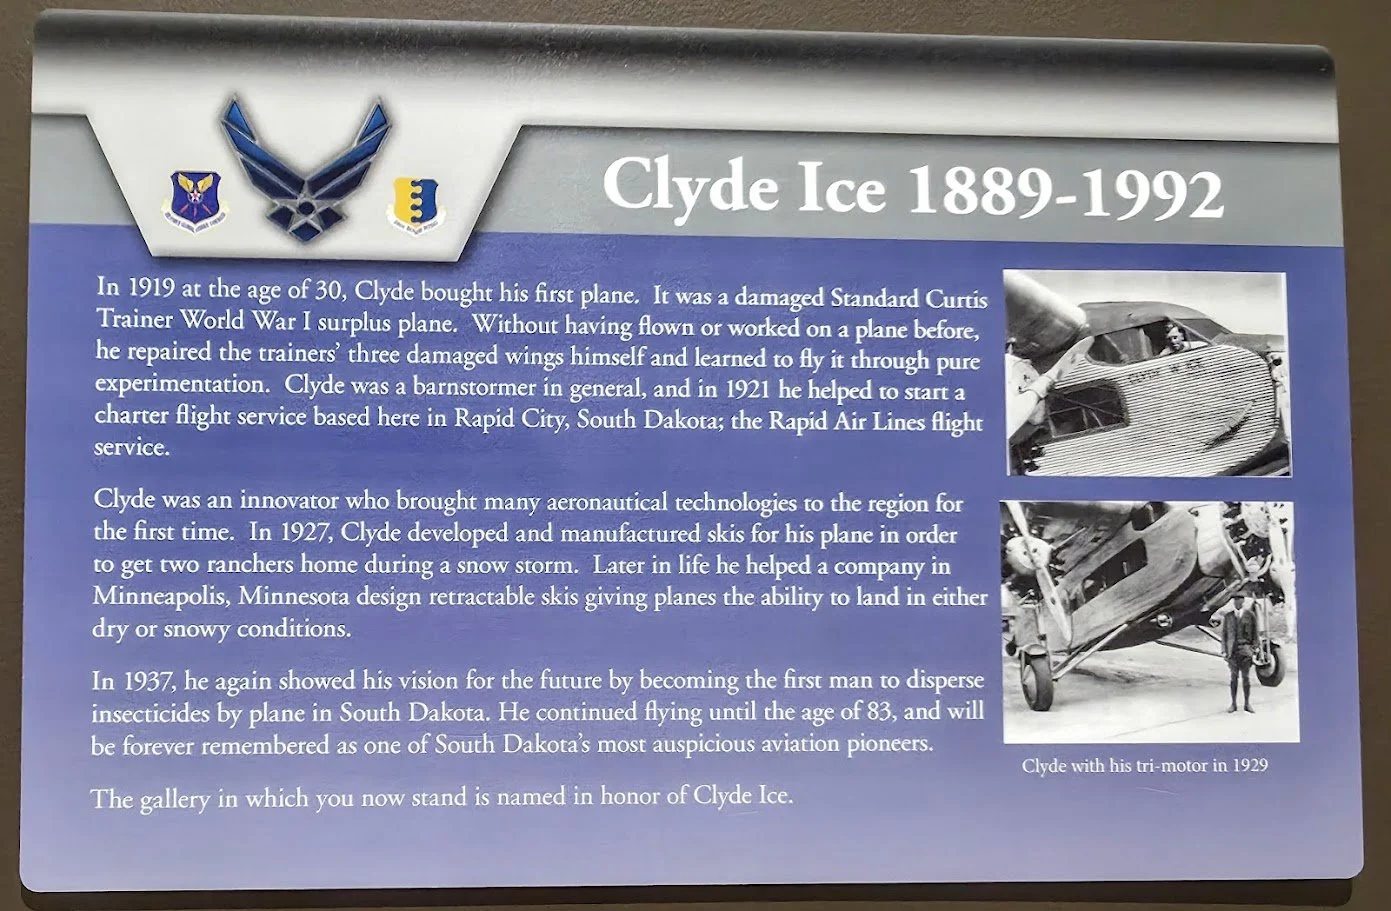 Clyde Ice 1889-1992
In 1919 at the age of 30, Clyde bought his first plane. It was a damaged Standard Curtis
Trainer World War I surplus plane. Without having flown or worked on a plane before,
he repaired the trainers' three damaged wings himself and learned to fly it through pure
experimentation. Clyde was a barnstormer in general, and in 1921 he helped to start a
charter flight service based here in Rapid City, South Dakota; the Rapid Air Lines flight
service.
Clyde was an innovator who brought many aeronautical technologies to the region for
the first time. In 1927, Clyde developed and manufactured skis for his plane in order
to get two ranchers home during a snow storm. Later in life he helped a company in
Minneapolis, Minnesota design retractable skis giving planes the ability to land in either
dry or snowy conditions.
In 1937, he again showed his vision for the future by becoming the first man to disperse
insecticides by plane in South Dakota. He continued flying until the age of 83, and will
be forever remembered as one of South Dakota's most auspicious aviation pioneers.
The gallery in which you now stand is named in honor of Clyde Ice.
CLYDE W ICE
Clyde with his tri-motor in 1929